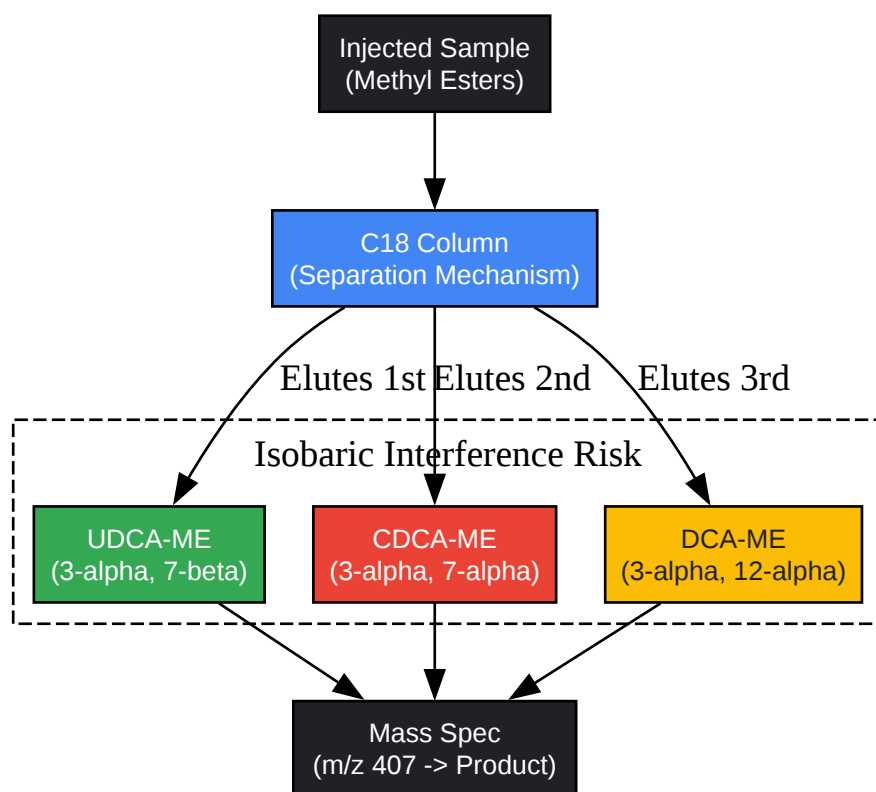 Injected Sample
(Methyl Esters)
C18 Column
(Separation Mechanism)
Elutes 1st
Elutes 2nd
Elutes 3rd
Isobaric Interference Risk
UDCA-ME
(3-alpha, 7-beta)
CDCA-ME
(3-alpha, 7-alpha)
DCA-ME
(3-alpha, 12-alpha)
Mass Spec
(m/z 407 -> Product)